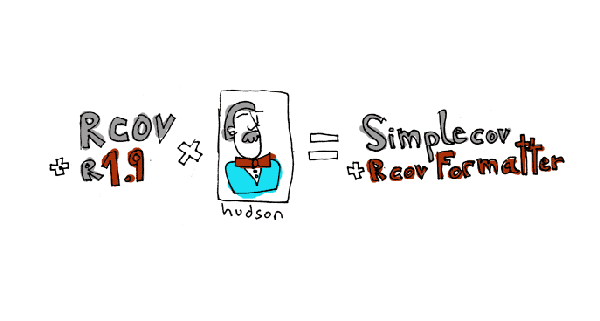 Rcov
+ R1.9
×
hudson
=
Simplecov
+ Rcov Formatter